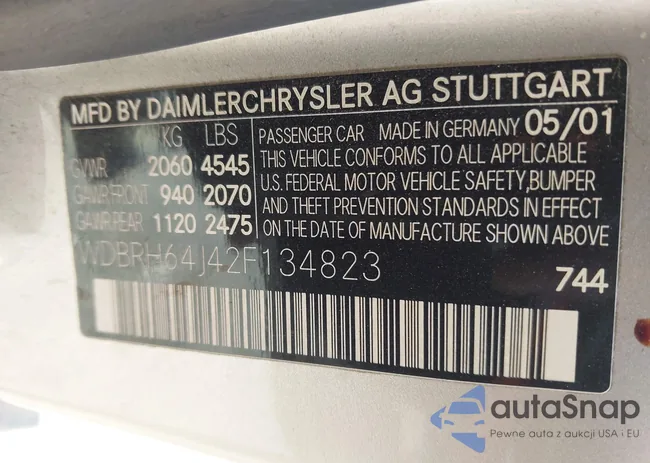 MFD BY DAIMLERCHRYSLER AG STUTTGART
KG LBS
GVWR 2060 4545
GAWR FRONT 940 2070
GAWR REAR 1120 2475
PASSENGER CAR MADE IN GERMANY 05/01
THIS VEHICLE CONFORMS TO ALL APPLICABLE
U.S. FEDERAL MOTOR VEHICLE SAFETY,BUMPER
AND THEFT PREVENTION STANDARDS IN EFFECT
ON THE DATE OF MANUFACTURE SHOWN ABOVE
WDBRH64J42F134823
744
autaSnap
Pewne auta z aukcji USA i EU